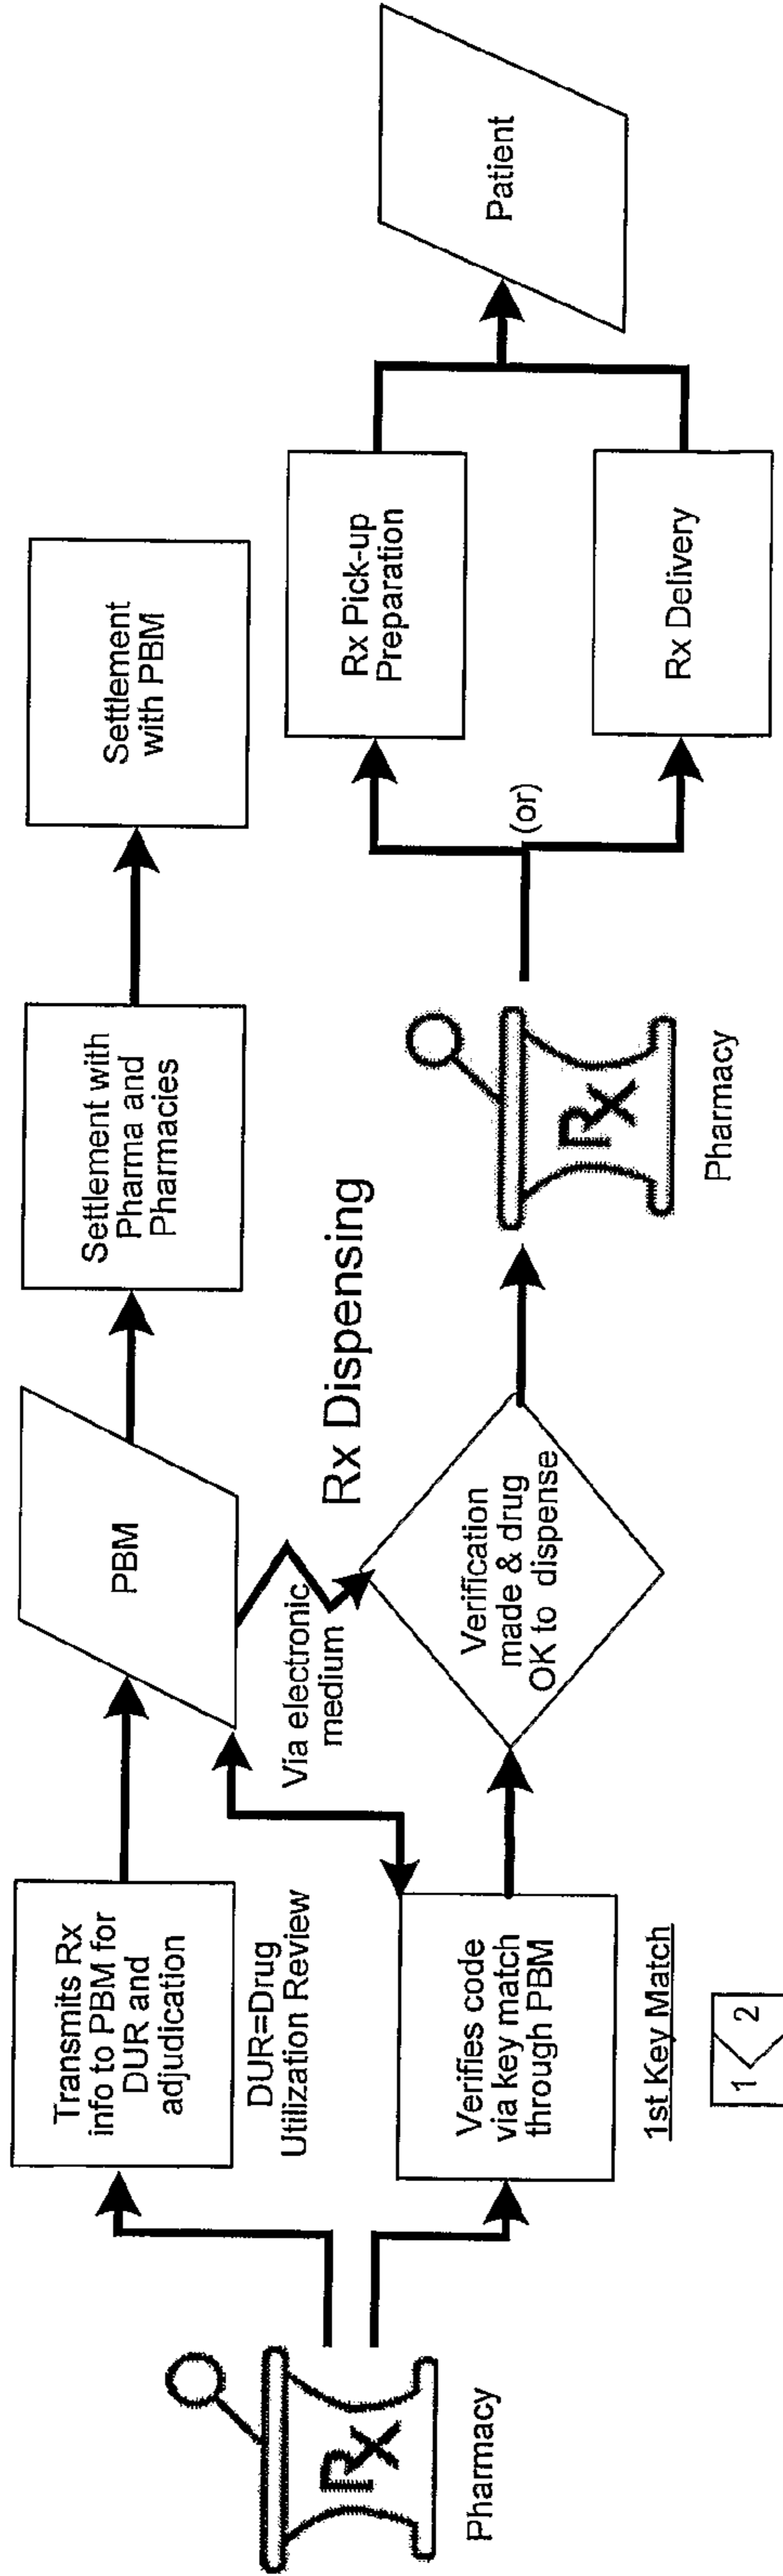 Rx
Pharmacy
Transmits Rx
info to PBM for
DUR and
adjudication
DUR=Drug
Utilization Review
Verifies code
via key match
through PBM
1st Key Match
1
2
PBM
Via electronic
medium
Rx Dispensing
Verification
made & drug
OK to dispense
Settlement with
Pharma and
Pharmacies
Settlement
with PBM
Rx
Pharmacy
(or)
Rx Pick-up
Preparation
Rx Delivery
Patient